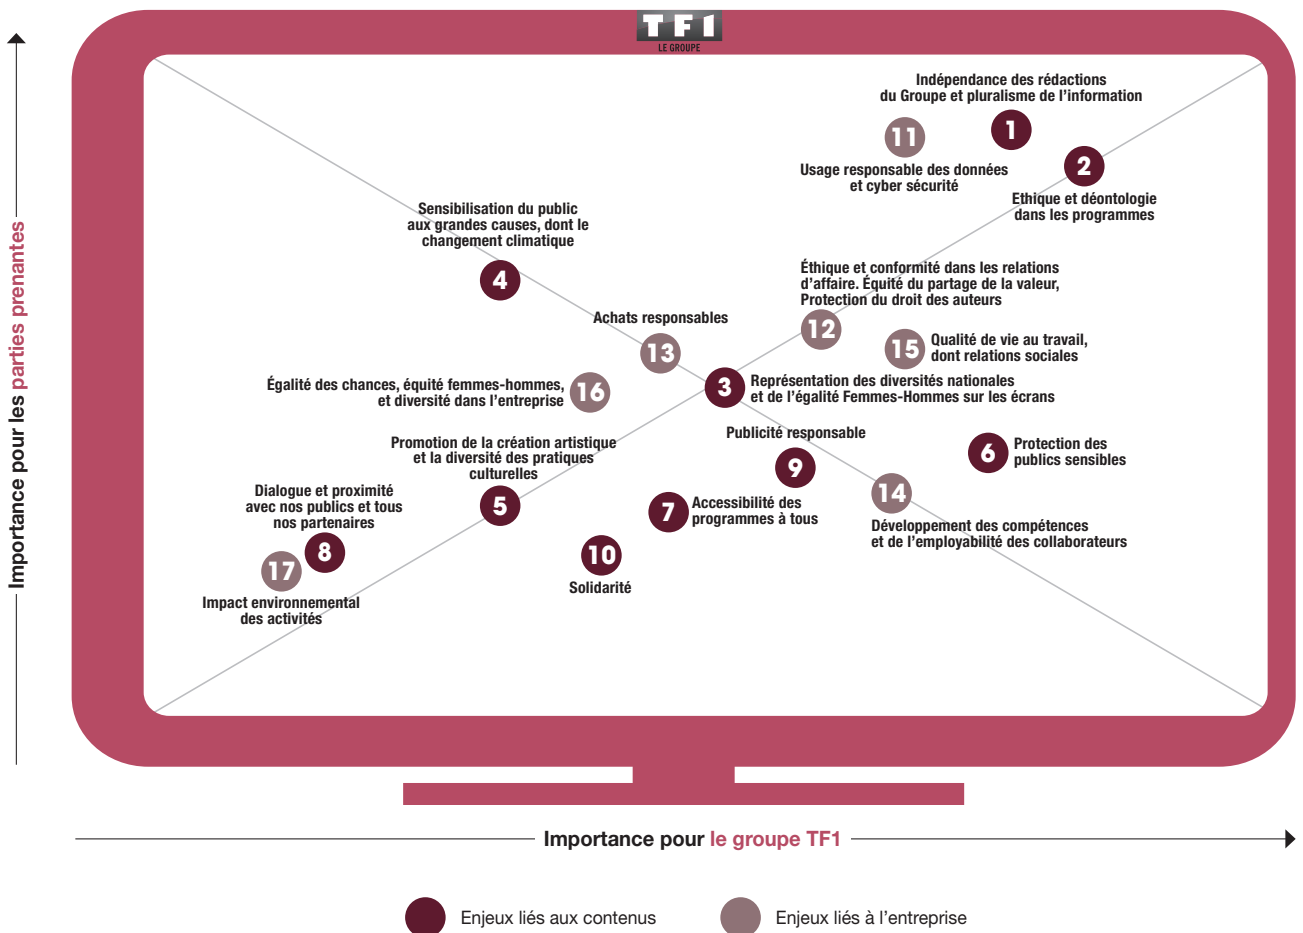 TF1
LE GROUPE
Importance pour les parties prenantes
Indépendance des rédactions
du Groupe et pluralisme de l'information
11
1
2
Usage responsable des données
et cyber sécurité
Ethique et déontologie
dans les programmes
Sensibilisation du public
aux grandes causes, dont le
changement climatique
4
Éthique et conformité dans les relations
d'affaire. Équité du partage de la valeur,
Protection du droit des auteurs
12
Achats responsables
13
15
Qualité de vie au travail,
dont relations sociales
Égalité des chances, équité femmes-hommes,
et diversité dans l'entreprise
16
3
Représentation des diversités nationales
et de l'égalité Femmes-Hommes sur les écrans
Promotion de la création artistique
et la diversité des pratiques
culturelles
5
Publicité responsable
9
6
Protection des
publics sensibles
Dialogue et proximité
avec nos publics et tous
nos partenaires
8
7
Accessibilité des
programmes à tous
14
Développement des compétences
et de l'employabilité des collaborateurs
10
Solidarité
17
Impact environnemental
des activités
Importance pour le groupe TF1
Enjeux liés aux contenus
Enjeux liés à l'entreprise